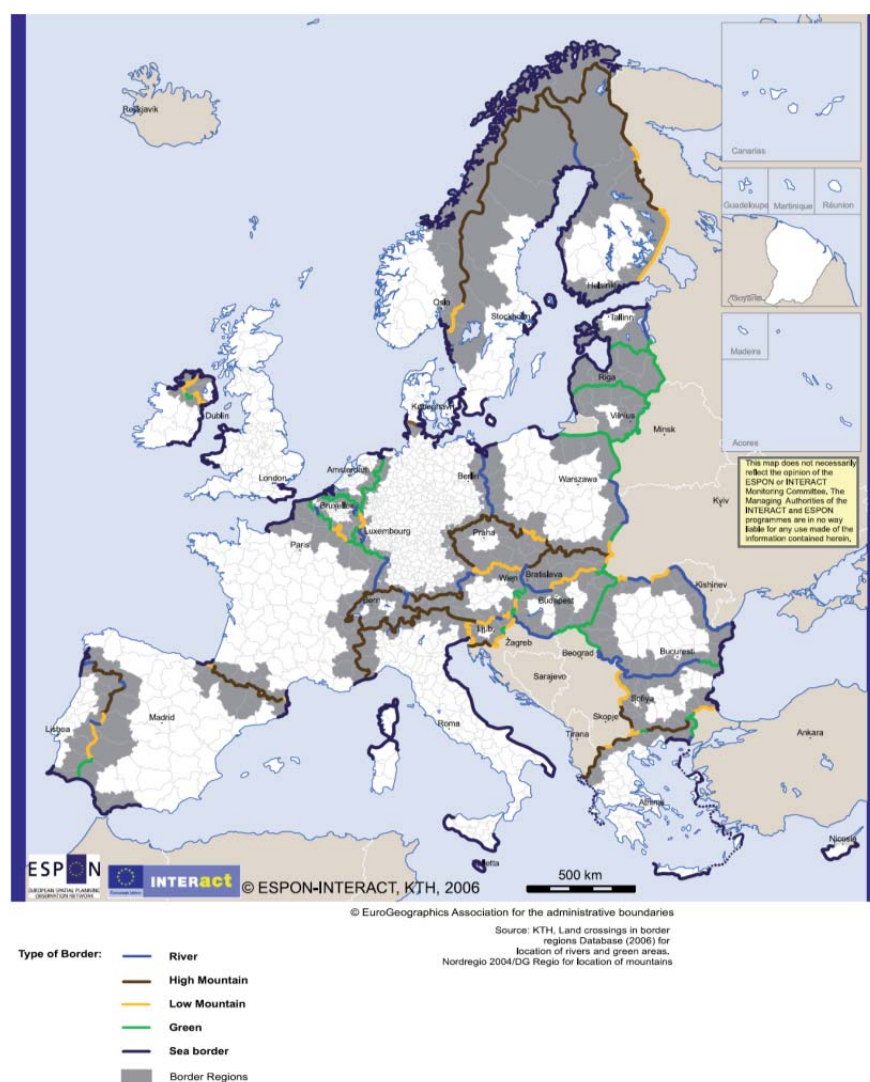 Reykjavik
Canarias
Guadeloupe
Martinique
Réunion
Guyane
Madeira
Acores
Oslo
Helsinki
Stockholm
Tallinn
Riga
Vilnius
Minsk
Dublin
London
Amsterdam
Berlin
Warszawa
Kyiv
This map does not necessarily
reflect the opinion of the
ESPON or INTERACT
Monitoring Committee, The
Managing Authorities of the
INTERACT and ESPON
programmes are in no way
liable for any use made of the
information contained herein,
Luxembourg
Praha
Paris
Wien
Bratislava
Kishinev
Bern
Budapest
Ljub.
Zagreb
Beograd
Bucuresti
Sarajevo
Sofiya
Skopje
Tirana
Madrid
Lisboa
Roma
Ankara
Athinai
Nicosia
ESPON
EUROPEAN SPATIAL PLANNING
OBSERVATION NETWORK
INTERact
© ESPON-INTERACT, KTH, 2006
500 km
© EuroGeographics Association for the administrative boundaries
Source: KTH, Land crossings in border
regions Database (2006) for
location of rivers and green areas.
Nordregio 2004/DG Regio for location of mountains
Type of Border:
River
High Mountain
Low Mountain
Green
Sea border
Border Regions